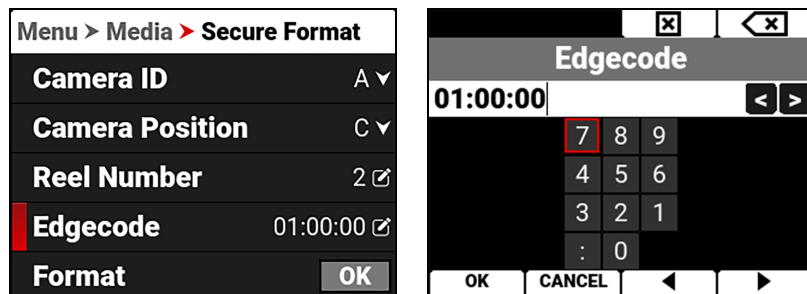 Menu > Media > Secure Format
Camera ID A
Camera Position C
Reel Number 2
Edgecode 01:00:00
Format OK
Edgecode
01:00:00 < >
7 8 9
4 5 6
3 2 1
: 0
OK CANCEL